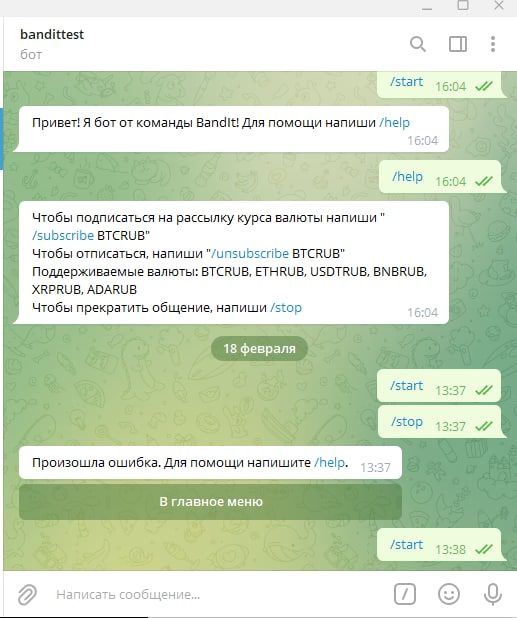 bandittest
бот
/start 16:04
Привет! Я бот от команды BandIt! Для помощи напиши /help
16:04
/help 16:04
Чтобы подписаться на рассылку курса валюты напиши "
/subscribe BTCRUB"
Чтобы отписаться, напиши "/unsubscribe BTCRUB"
Поддерживаемые валюты: BTCRUB, ETHRUB, USDTRUB, BNBRUB,
XRPRUB, ADARUB
Чтобы прекратить общение, напиши /stop
16:04
18 февраля
/start 13:37
/stop 13:37
Произошла ошибка. Для помощи напишите /help. 13:37
В главное меню
/start 13:38
Написать сообщение...